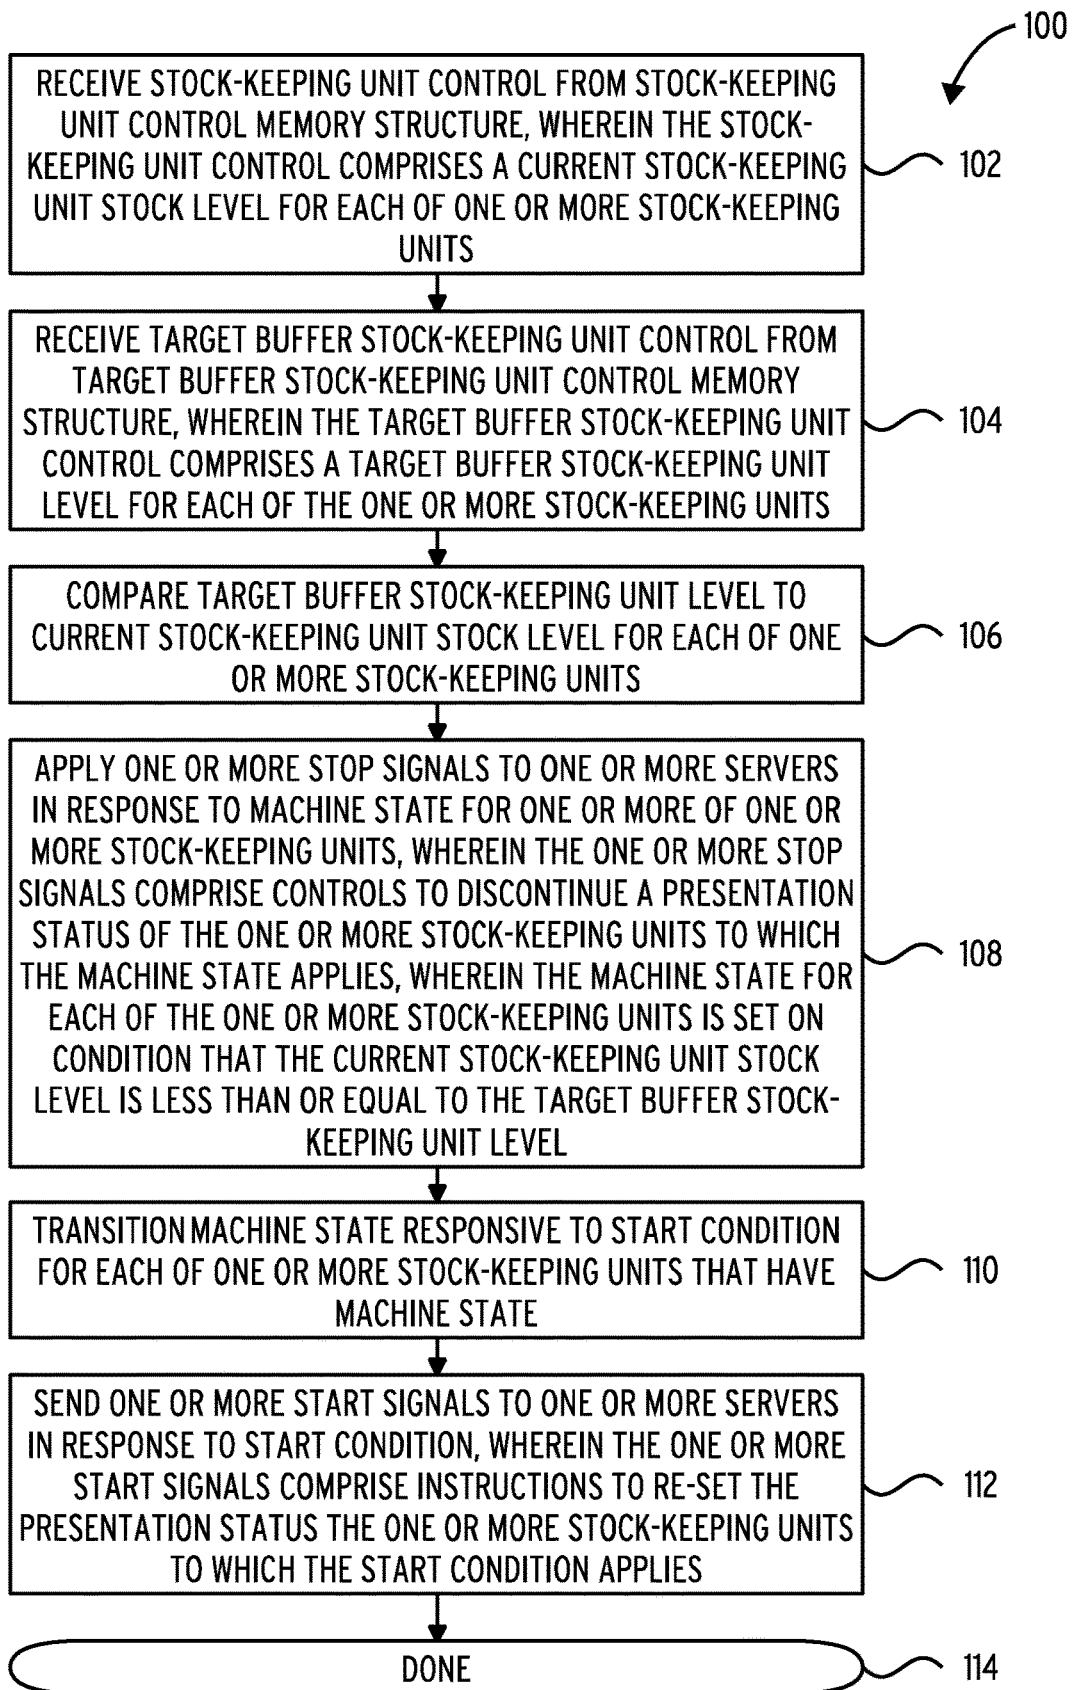 100
RECEIVE STOCK-KEEPING UNIT CONTROL FROM STOCK-KEEPING
UNIT CONTROL MEMORY STRUCTURE, WHEREIN THE STOCK-
KEEPING UNIT CONTROL COMPRISES A CURRENT STOCK-KEEPING
UNIT STOCK LEVEL FOR EACH OF ONE OR MORE STOCK-KEEPING
UNITS
102
RECEIVE TARGET BUFFER STOCK-KEEPING UNIT CONTROL FROM
TARGET BUFFER STOCK-KEEPING UNIT CONTROL MEMORY
STRUCTURE, WHEREIN THE TARGET BUFFER STOCK-KEEPING UNIT
CONTROL COMPRISES A TARGET BUFFER STOCK-KEEPING UNIT
LEVEL FOR EACH OF THE ONE OR MORE STOCK-KEEPING UNITS
104
COMPARE TARGET BUFFER STOCK-KEEPING UNIT LEVEL TO
CURRENT STOCK-KEEPING UNIT STOCK LEVEL FOR EACH OF ONE
OR MORE STOCK-KEEPING UNITS
106
APPLY ONE OR MORE STOP SIGNALS TO ONE OR MORE SERVERS
IN RESPONSE TO MACHINE STATE FOR ONE OR MORE OF ONE OR
MORE STOCK-KEEPING UNITS, WHEREIN THE ONE OR MORE STOP
SIGNALS COMPRISE CONTROLS TO DISCONTINUE A PRESENTATION
STATUS OF THE ONE OR MORE STOCK-KEEPING UNITS TO WHICH
THE MACHINE STATE APPLIES, WHEREIN THE MACHINE STATE FOR
EACH OF THE ONE OR MORE STOCK-KEEPING UNITS IS SET ON
CONDITION THAT THE CURRENT STOCK-KEEPING UNIT STOCK
LEVEL IS LESS THAN OR EQUAL TO THE TARGET BUFFER STOCK-
KEEPING UNIT LEVEL
108
TRANSITION MACHINE STATE RESPONSIVE TO START CONDITION
FOR EACH OF ONE OR MORE STOCK-KEEPING UNITS THAT HAVE
MACHINE STATE
110
SEND ONE OR MORE START SIGNALS TO ONE OR MORE SERVERS
IN RESPONSE TO START CONDITION, WHEREIN THE ONE OR MORE
START SIGNALS COMPRISE INSTRUCTIONS TO RE-SET THE
PRESENTATION STATUS THE ONE OR MORE STOCK-KEEPING UNITS
TO WHICH THE START CONDITION APPLIES
112
DONE
114